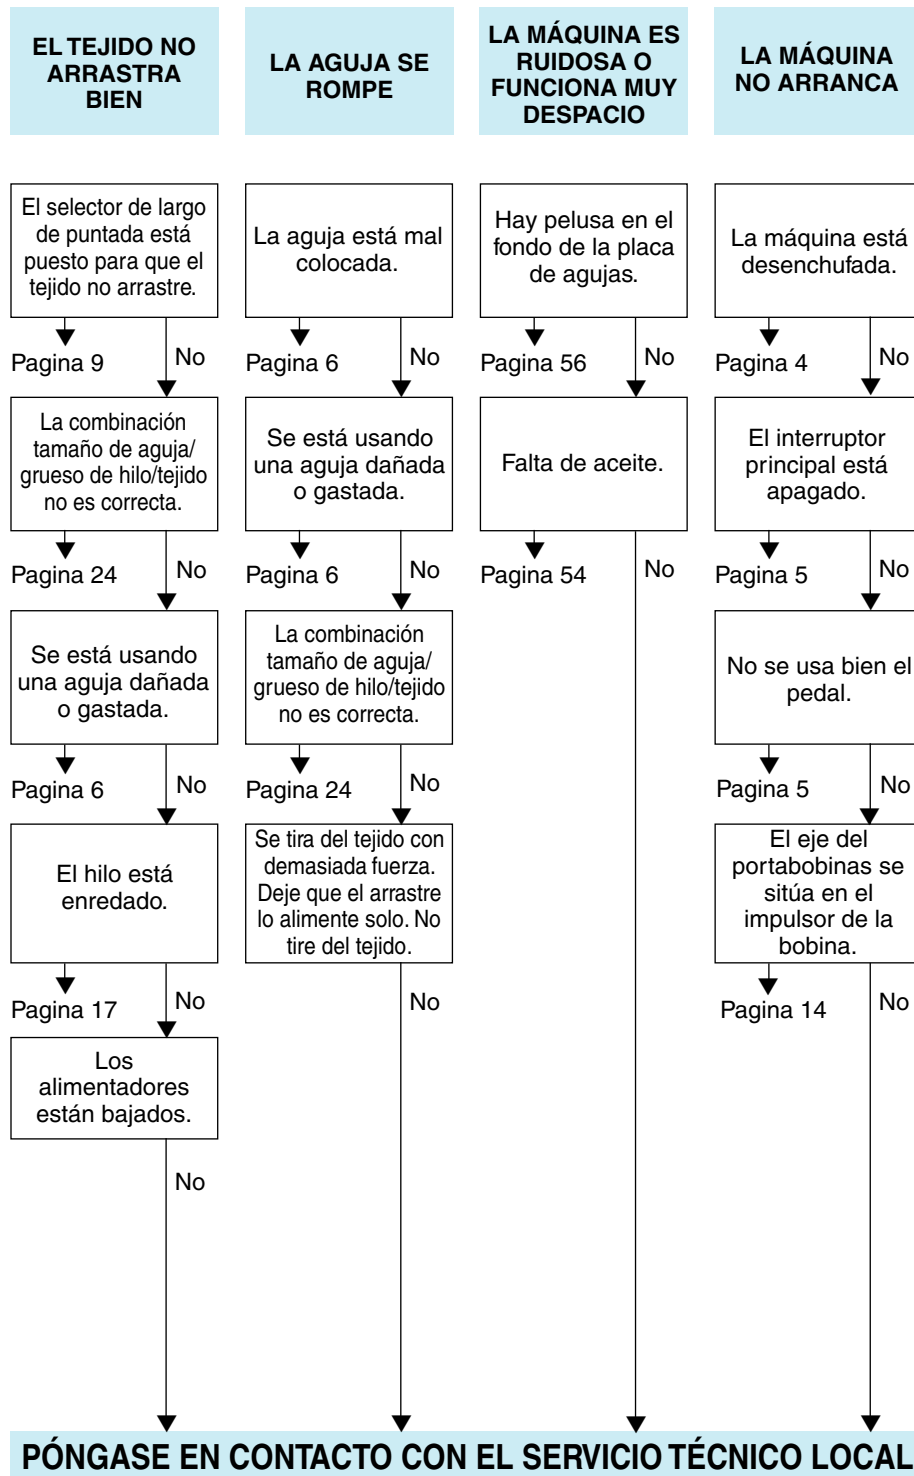 EL TEJIDO NO
ARRASTRA
BIEN
El selector de largo
de puntada está
puesto para que el
tejido no arrastre.
Pagina 9
No
La combinación
tamaño de aguja/
grueso de hilo/tejido
no es correcta.
Pagina 24
No
Se está usando
una aguja dañada
o gastada.
Pagina 6
No
El hilo está
enredado.
Pagina 17
No
Los
alimentadores
están bajados.
No
LA AGUJA SE
ROMPE
La aguja está mal
colocada.
Pagina 6
No
Se está usando
una aguja dañada
o gastada.
Pagina 6
No
La combinación
tamaño de aguja/
grueso de hilo/tejido
no es correcta.
Pagina 24
No
Se tira del tejido con
demasiada fuerza.
Deje que el arrastre
lo alimente solo. No
tire del tejido.
No
LA MÁQUINA ES
RUIDOSA O
FUNCIONA MUY
DESPACIO
Hay pelusa en el
fondo de la placa
de agujas.
Pagina 56
No
Falta de aceite.
Pagina 54
No
LA MÁQUINA
NO ARRANCA
La máquina está
desenchufada.
Pagina 4
No
El interruptor
principal está
apagado.
Pagina 5
No
No se usa bien el
pedal.
Pagina 5
No
El eje del
portabobinas se
sitúa en el
impulsor de la
bobina.
Pagina 14
No
PÓNGASE EN CONTACTO CON EL SERVICIO TÉCNICO LOCAL